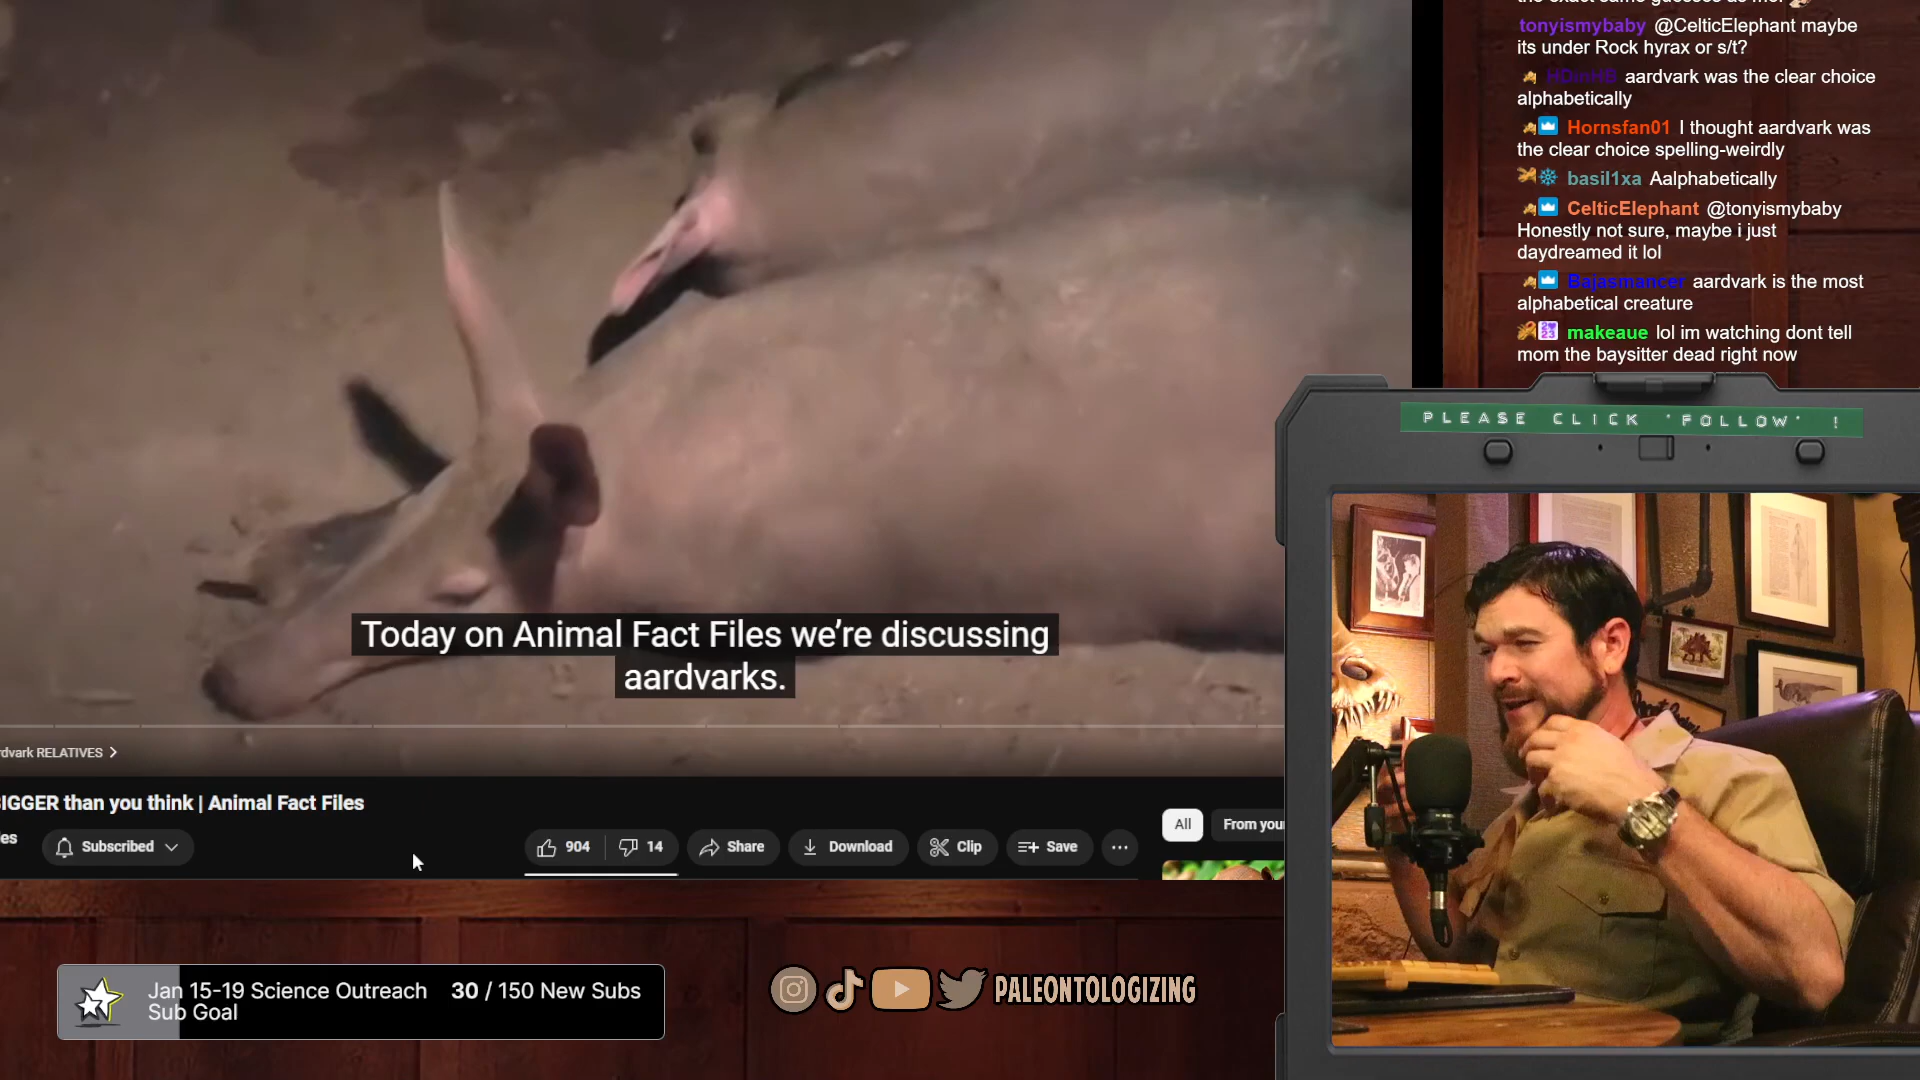 tonyismybaby @CelticElephant maybe
its under Rock hyrax or s/t?
HDinHB aardvark was the clear choice
alphabetically
Hornsfan01 I thought aardvark was
the clear choice spelling-weirdly
basil1xa Aalphabetically
CelticElephant @tonyismybaby
Honestly not sure, maybe i just
daydreamed it lol
Bajasmancer aardvark is the most
alphabetical creature
makeaue lol im watching dont tell
mom the baysitter dead right now
PLEASE CLICK "FOLLOW" !
Today on Animal Fact Files we're discussing
aardvarks.
RELATIVES
than you think | Animal Fact Files
Subscribed
904
14
Share
Download
Clip
Save
All
From
Jan 15-19 Science Outreach 30 / 150 New Subs
Sub Goal
PALEONTOLOGIZING